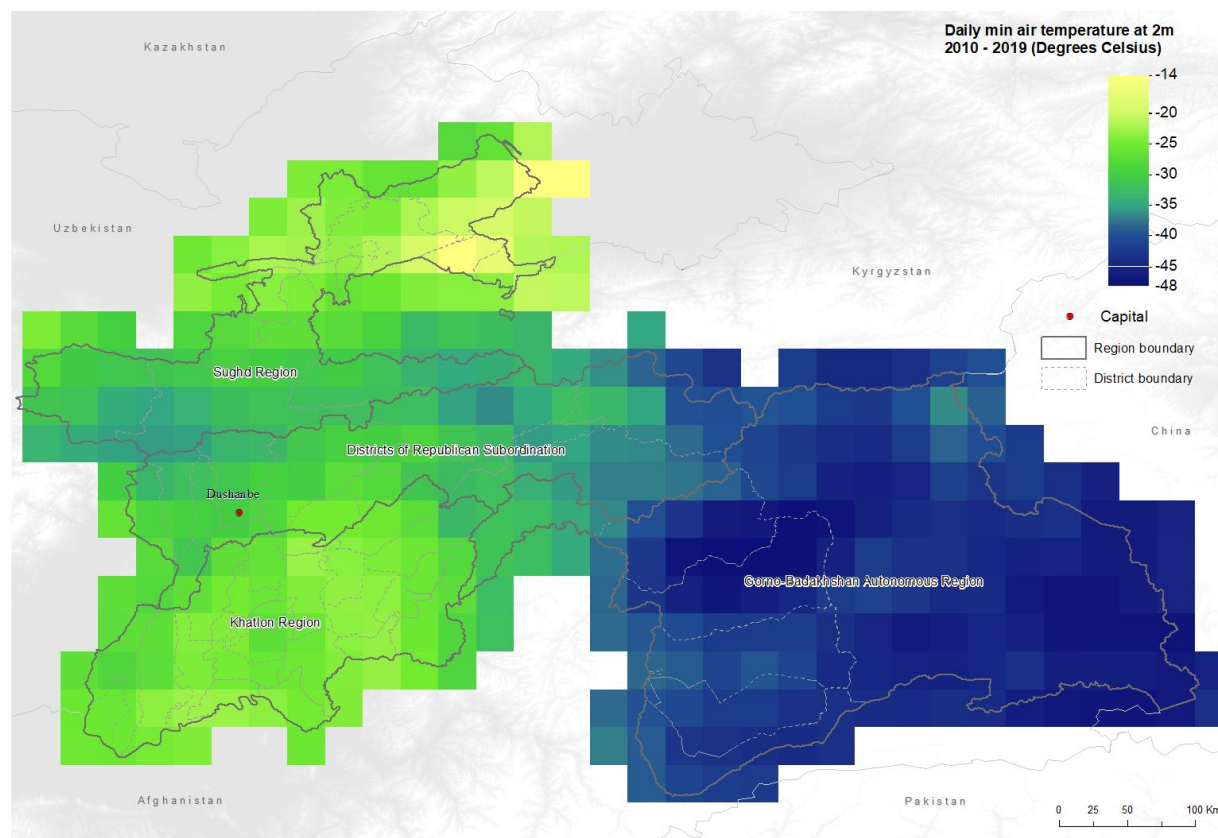 Daily min air temperature at 2m
2010 - 2019 (Degrees Celsius)
-14
-20
-25
-30
-35
-40
-45
-48
Capital
Region boundary
District boundary
Kazakhstan
Uzbekistan
Kyrgyzstan
China
Sughd Region
Districts of Republican Subordination
Dushanbe
Gorno-Badakhshan Autonomous Region
Khatlon Region
Afghanistan
Pakistan
0 25 50 100 Km